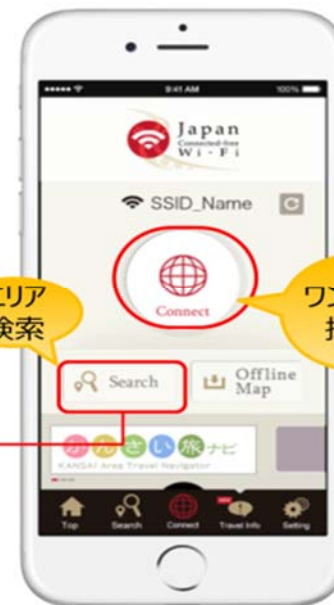 9:41 AM
100%
Japan
Connected-free
Wi-Fi
SSID_Name
Connect
エリア
検索
ワン
Search
Offline
Map
かんさい旅ナビ
KANSAI Area Travel Navigator
Top
Search
Connect
Travel Info
Setting